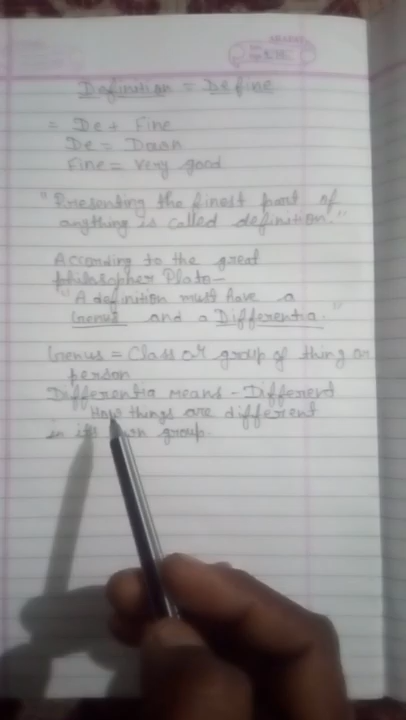 Definition = Define
= De + Fine
De = Down
Fine = Very good
"Presenting the finest part of
anything is called definition."
According to the great
philosopher Plato-
"A definition must have a
Genus and a Differentia."
Genus = Class or group of thing or
person
Differentia means - Different
How things are different
in its own group.